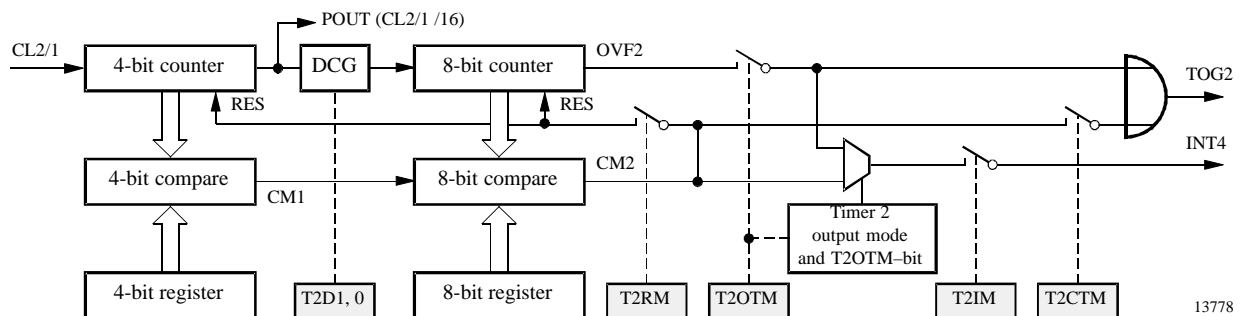 POUT (CL2/1 /16)
CL2/1
4-bit counter
DCG
8-bit counter
OVF2
TOG2
RES
RES
INT4
4-bit compare
CM1
8-bit compare
CM2
Timer 2
output mode
and T2OTM–bit
4-bit register
T2D1, 0
8-bit register
T2RM
T2OTM
T2IM
T2CTM
13778